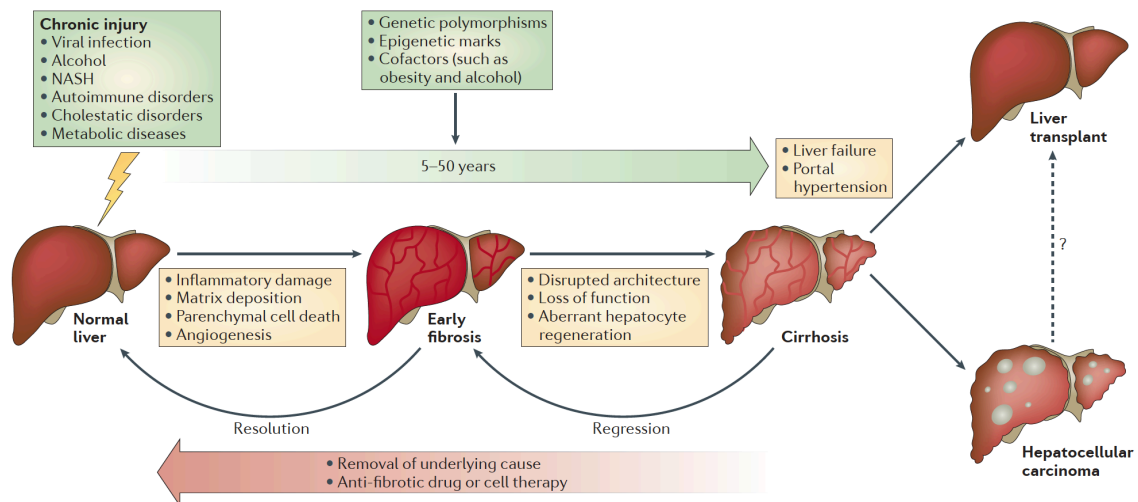 Chronic injury
• Viral infection
• Alcohol
• NASH
• Autoimmune disorders
• Cholestatic disorders
• Metabolic diseases
• Genetic polymorphisms
• Epigenetic marks
• Cofactors (such as
obesity and alcohol)
5–50 years
• Liver failure
• Portal
hypertension
Liver
transplant
?
Normal
liver
• Inflammatory damage
• Matrix deposition
• Parenchymal cell death
• Angiogenesis
Early
fibrosis
• Disrupted architecture
• Loss of function
• Aberrant hepatocyte
regeneration
Cirrhosis
Resolution
Regression
Hepatocellular
carcinoma
• Removal of underlying cause
• Anti-fibrotic drug or cell therapy